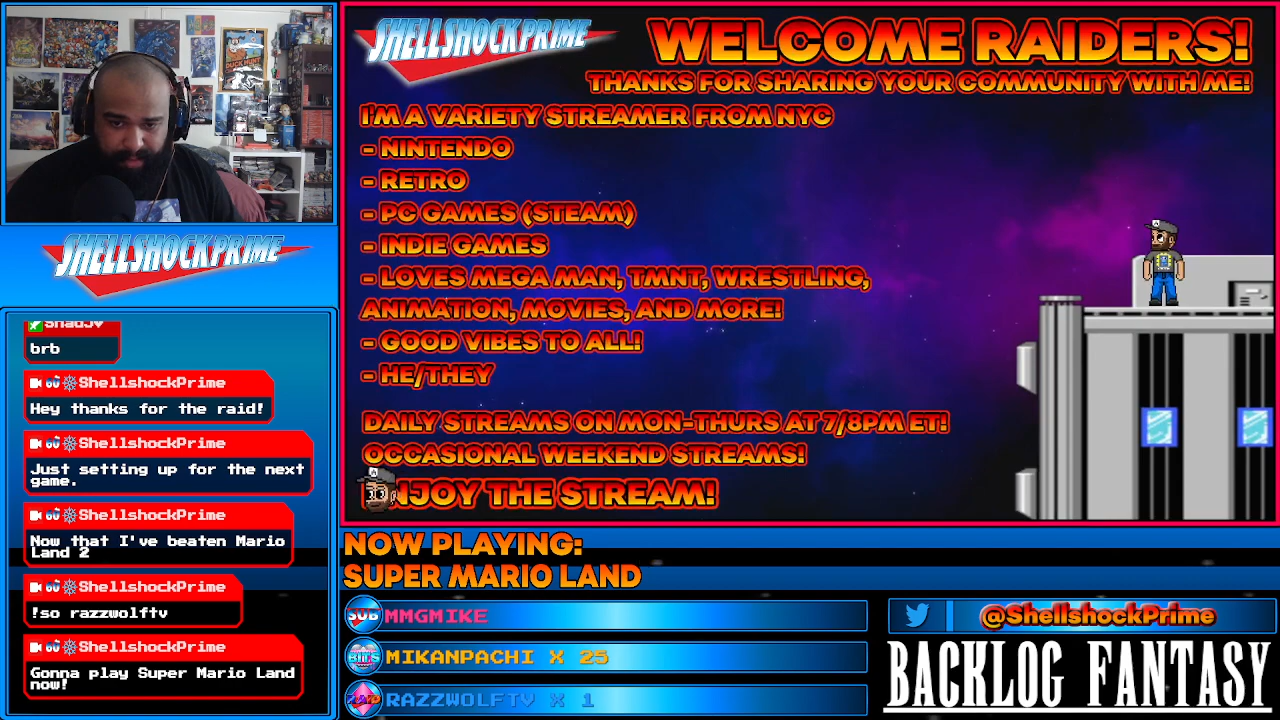 SHELLSHOCKPRIME
WELCOME RAIDERS!
THANKS FOR SHARING YOUR COMMUNITY WITH ME!
I'M A VARIETY STREAMER FROM NYC
- NINTENDO
- RETRO
- PC GAMES (STEAM)
- INDIE GAMES
- LOVES MEGA MAN, TMNT, WRESTLING,
ANIMATION, MOVIES, AND MORE!
- GOOD VIBES TO ALL!
- HE/THEY
DAILY STREAMS ON MON-THURS AT 7/8PM ET!
OCCASIONAL WEEKEND STREAMS!
NJOY THE STREAM!
SHELLSHOCKPRIME
ShadJV
brb
ShellshockPrime
Hey thanks for the raid!
ShellshockPrime
Just setting up for the next
game.
ShellshockPrime
Now that I've beaten Mario
Land 2
ShellshockPrime
!so razzwolftv
ShellshockPrime
Gonna play Super Mario Land
now!
NOW PLAYING:
SUPER MARIO LAND
SUB MMGMIKE
BITS MIKANPACHI X 25
RAID RAZZWOLFTV X 1
@ShellshockPrime
BACKLOG FANTASY